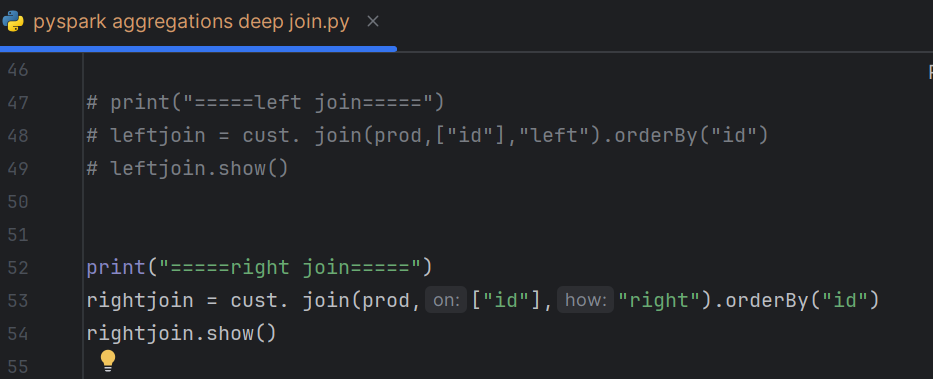 pyspark aggregations deep join.py
46
47 # print("=====left join=====")
48 # leftjoin = cust. join(prod,["id"],"left").orderBy("id")
49 # leftjoin.show()
50
51
52 print("=====right join=====")
53 rightjoin = cust. join(prod, on: ["id"], how: "right").orderBy("id")
54 rightjoin.show()
55